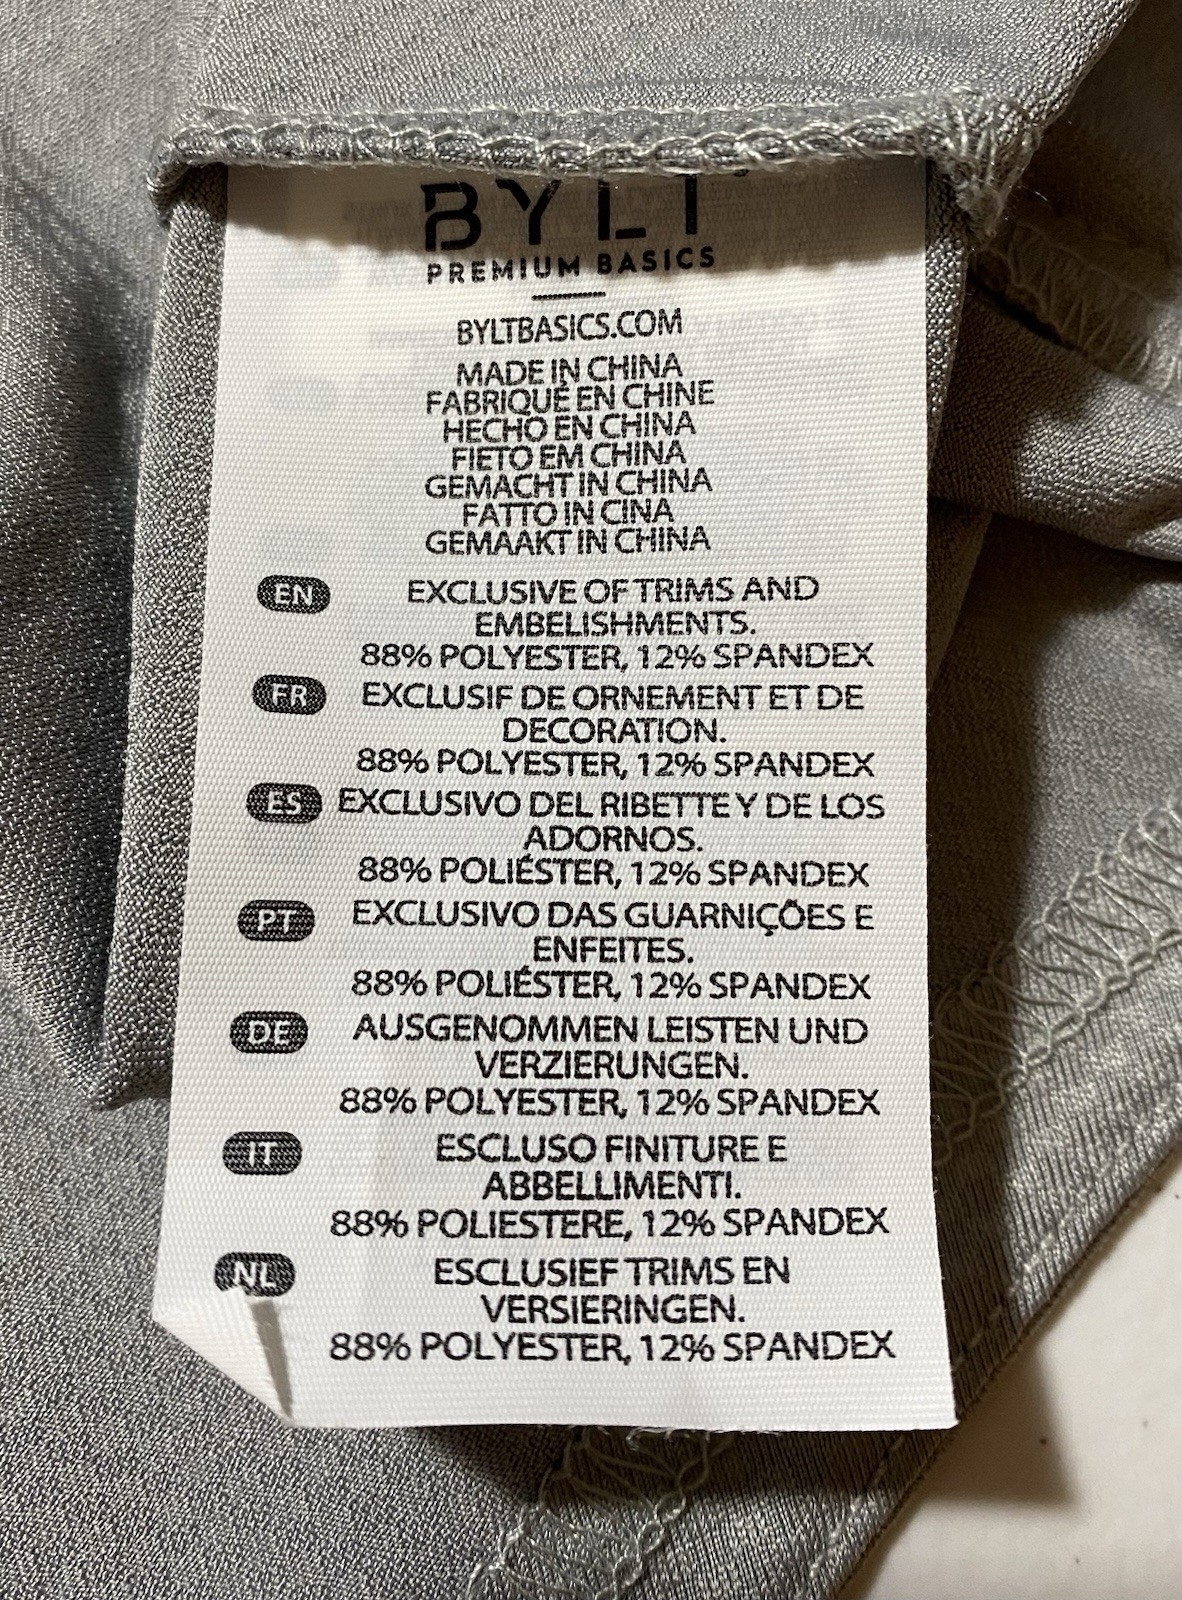 BYLT
PREMIUM BASICS
BYLTBASICS.COM
MADE IN CHINA
FABRIQUÉ EN CHINE
HECHO EN CHINA
FIETO EM CHINA
GEMACHT IN CHINA
FATTO IN CINA
GEMAAKT IN CHINA
EN EXCLUSIVE OF TRIMS AND
EMBELISHMENTS.
88% POLYESTER, 12% SPANDEX
FR EXCLUSIF DE ORNEMENT ET DE
DECORATION.
88% POLYESTER, 12% SPANDEX
ES EXCLUSIVO DEL RIBETTE Y DE LOS
ADORNOS.
88% POLIÉSTER, 12% SPANDEX
PT EXCLUSIVO DAS GUARNIÇÕES E
ENFEITES.
88% POLIÉSTER, 12% SPANDEX
DE AUSGENOMMEN LEISTEN UND
VERZIERUNGEN.
88% POLYESTER, 12% SPANDEX
IT ESCLUSO FINITURE E
ABBELLIMENTI.
88% POLIESTERE, 12% SPANDEX
NL ESCLUSIEF TRIMS EN
VERSIERINGEN.
88% POLYESTER, 12% SPANDEX